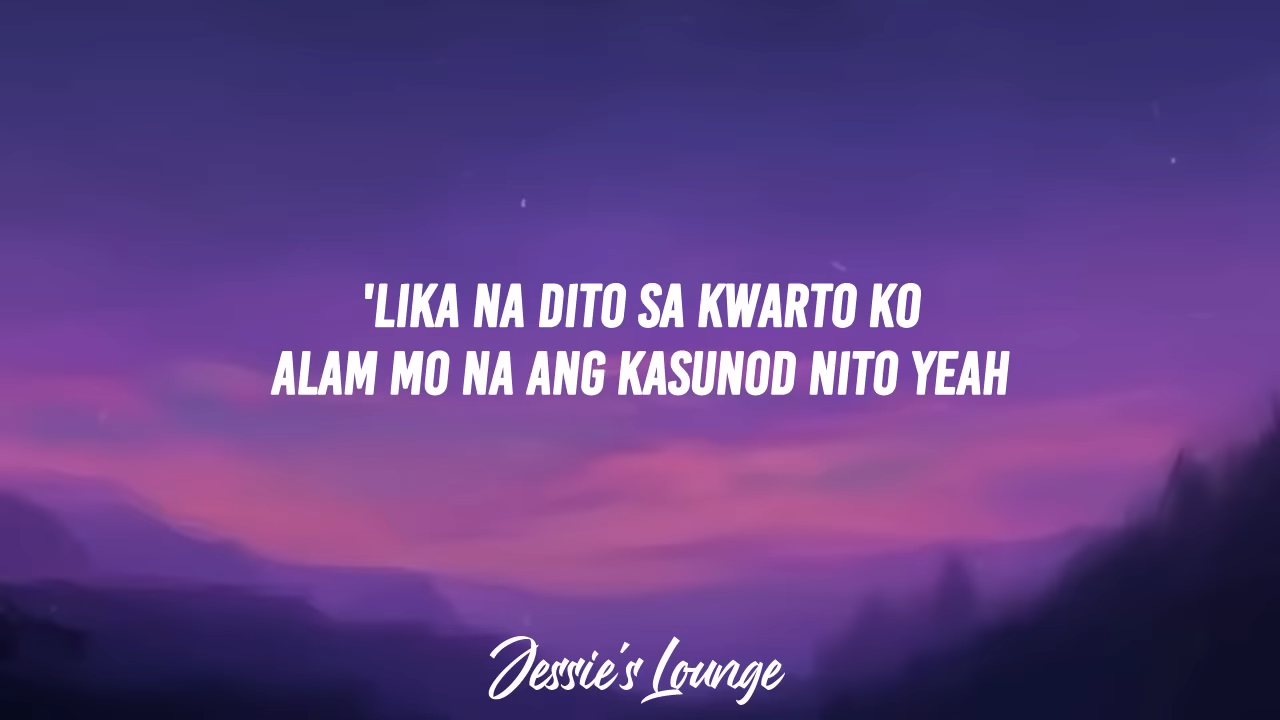 'LIKA NA DITO SA KWARTO KO
ALAM MO NA ANG KASUNOD NITO YEAH
Jessie's Lounge